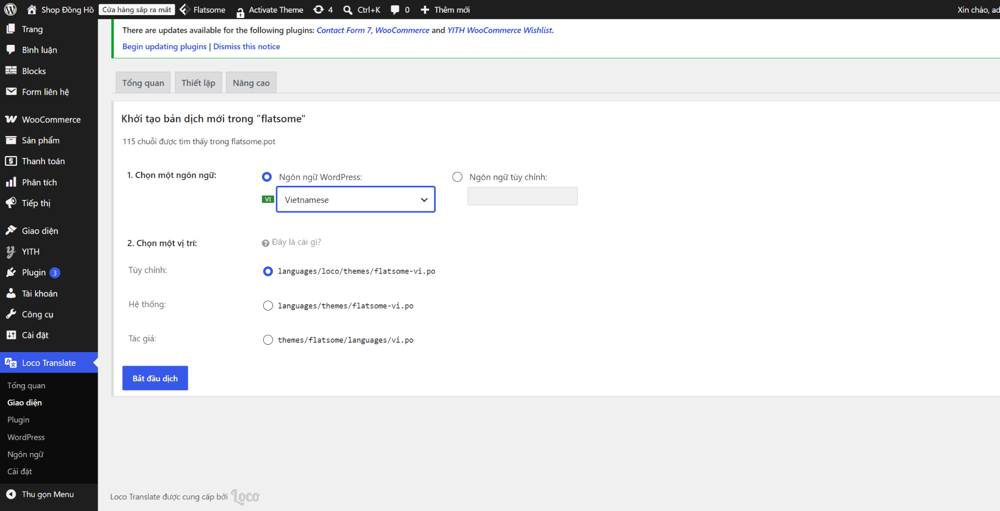 Shop Đồng Hồ Cửa hàng sắp ra mắt Flatsome Activate Theme 4 Ctrl+K 0 Thêm mới Xin chào, ad
Trang
Bình luận
Blocks
Form liên hệ
WooCommerce
Sản phẩm
Thanh toán
Phân tích
Tiếp thị
Giao diện
YITH
Plugin 3
Tài khoản
Công cụ
Cài đặt
Loco Translate
Tổng quan
Giao diện
Plugin
WordPress
Ngôn ngữ
Cài đặt
Thu gọn Menu
There are updates available for the following plugins: Contact Form 7, WooCommerce and YITH WooCommerce Wishlist.
Begin updating plugins | Dismiss this notice
Tổng quan Thiết lập Nâng cao
Khởi tạo bản dịch mới trong "flatsome"
115 chuỗi được tìm thấy trong flatsome.pot
1. Chọn một ngôn ngữ: Ngôn ngữ WordPress: Ngôn ngữ tùy chỉnh:
VI Vietnamese
2. Chọn một vị trí: Đây là cái gì?
Tùy chỉnh: languages/loco/themes/flatsome-vi.po
Hệ thống: languages/themes/flatsome-vi.po
Tác giả: themes/flatsome/languages/vi.po
Bắt đầu dịch
Loco Translate được cung cấp bởi Loco